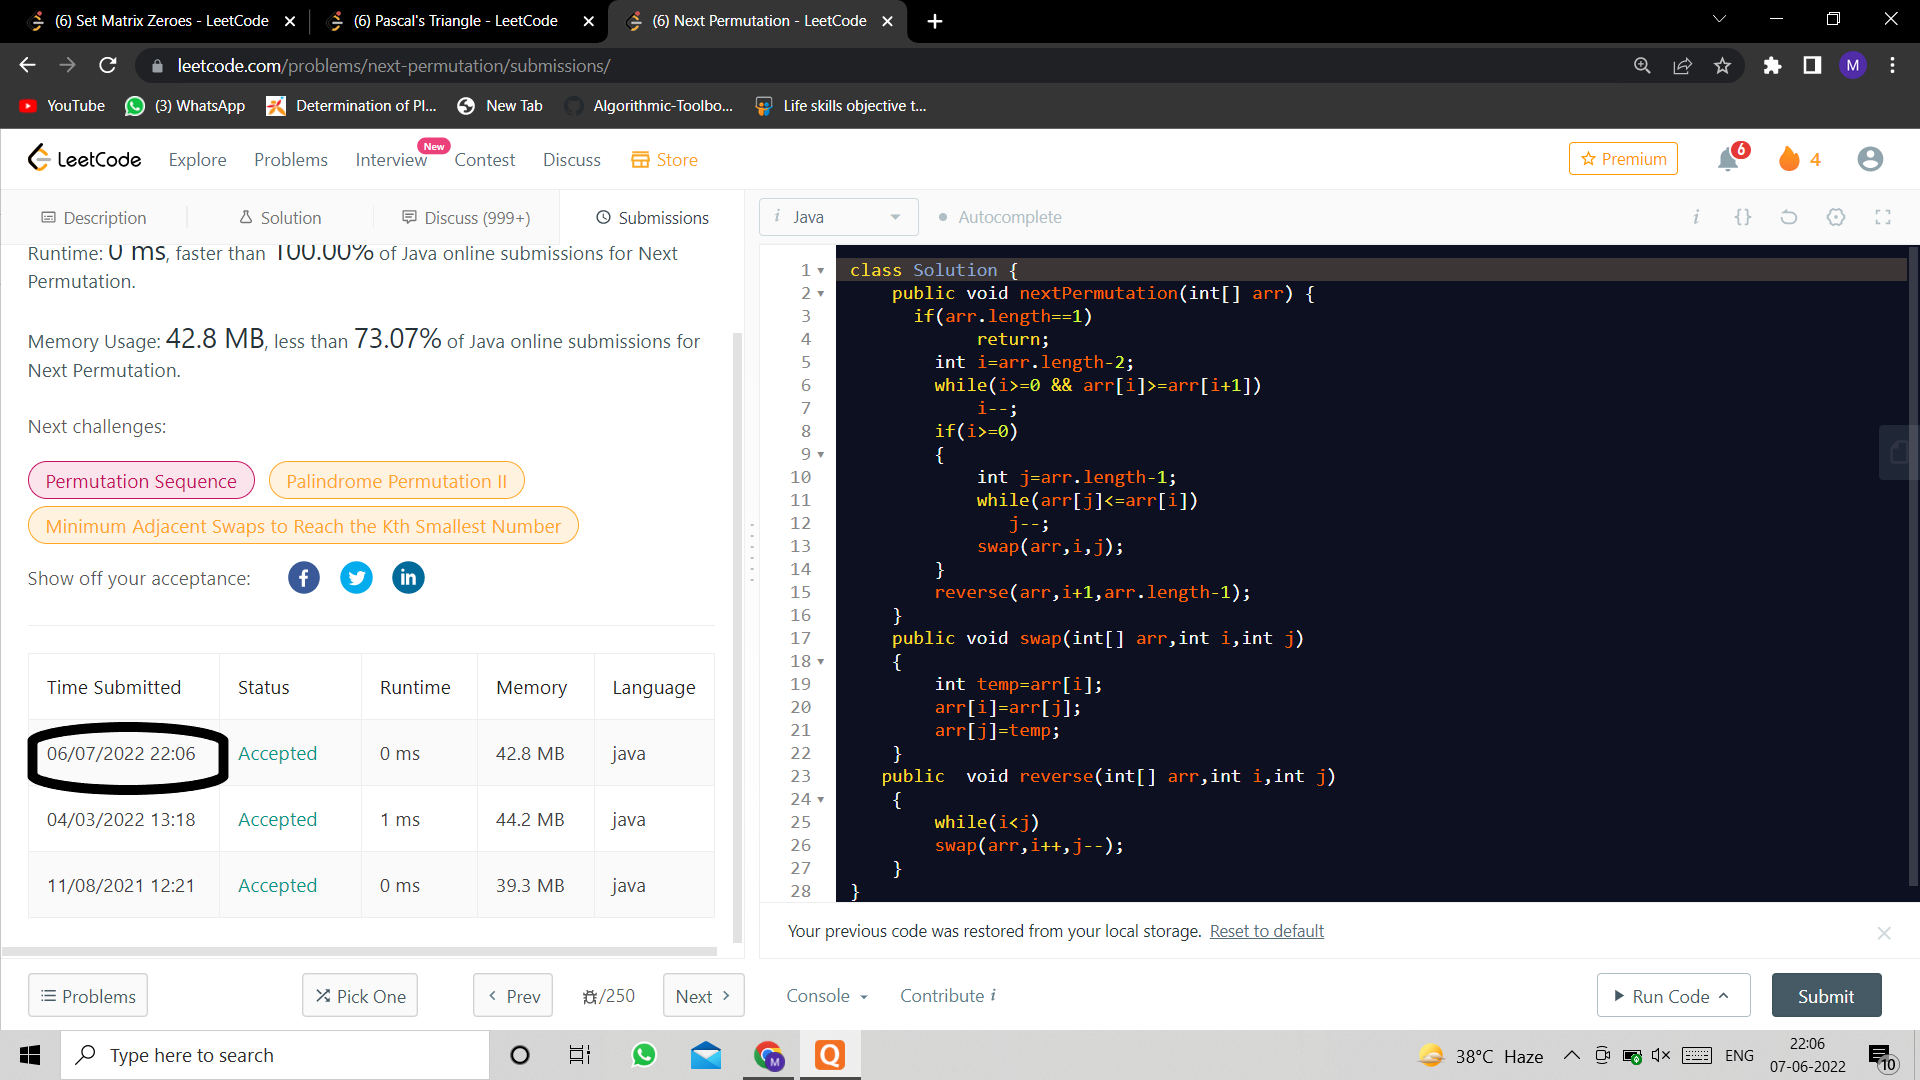 (6) Set Matrix Zeroes - LeetCode
(6) Pascal's Triangle - LeetCode
(6) Next Permutation - LeetCode
leetcode.com/problems/next-permutation/submissions/
M
YouTube
(3) WhatsApp
Determination of Pl...
New Tab
Algorithmic-Toolbo...
Life skills objective t...
LeetCode
Explore
Problems
Interview
New
Contest
Discuss
Store
Premium
6
4
Description
Solution
Discuss (999+)
Submissions
i Java
Autocomplete
i
{}
Runtime: 0 ms, faster than 100.00% of Java online submissions for Next
Permutation.
Memory Usage: 42.8 MB, less than 73.07% of Java online submissions for
Next Permutation.
Next challenges:
Permutation Sequence
Palindrome Permutation II
Minimum Adjacent Swaps to Reach the Kth Smallest Number
Show off your acceptance:
Time Submitted Status Runtime Memory Language
06/07/2022 22:06 Accepted 0 ms 42.8 MB java
04/03/2022 13:18 Accepted 1 ms 44.2 MB java
11/08/2021 12:21 Accepted 0 ms 39.3 MB java
1 class Solution {
2 public void nextPermutation(int[] arr) {
3 if(arr.length==1)
4 return;
5 int i=arr.length-2;
6 while(i>=0 && arr[i]>=arr[i+1])
7 i--;
8 if(i>=0)
9 {
10 int j=arr.length-1;
11 while(arr[j]<=arr[i])
12 j--;
13 swap(arr,i,j);
14 }
15 reverse(arr,i+1,arr.length-1);
16 }
17 public void swap(int[] arr,int i,int j)
18 {
19 int temp=arr[i];
20 arr[i]=arr[j];
21 arr[j]=temp;
22 }
23 public  void reverse(int[] arr,int i,int j)
24 {
25 while(i<j)
26 swap(arr,i++,j--);
27 }
28 }
Your previous code was restored from your local storage. Reset to default
Problems
Pick One
Prev
/250
Next
Console
Contribute i
Run Code
Submit
Type here to search
M
Q
38°C Haze
ENG
22:06
07-06-2022
10